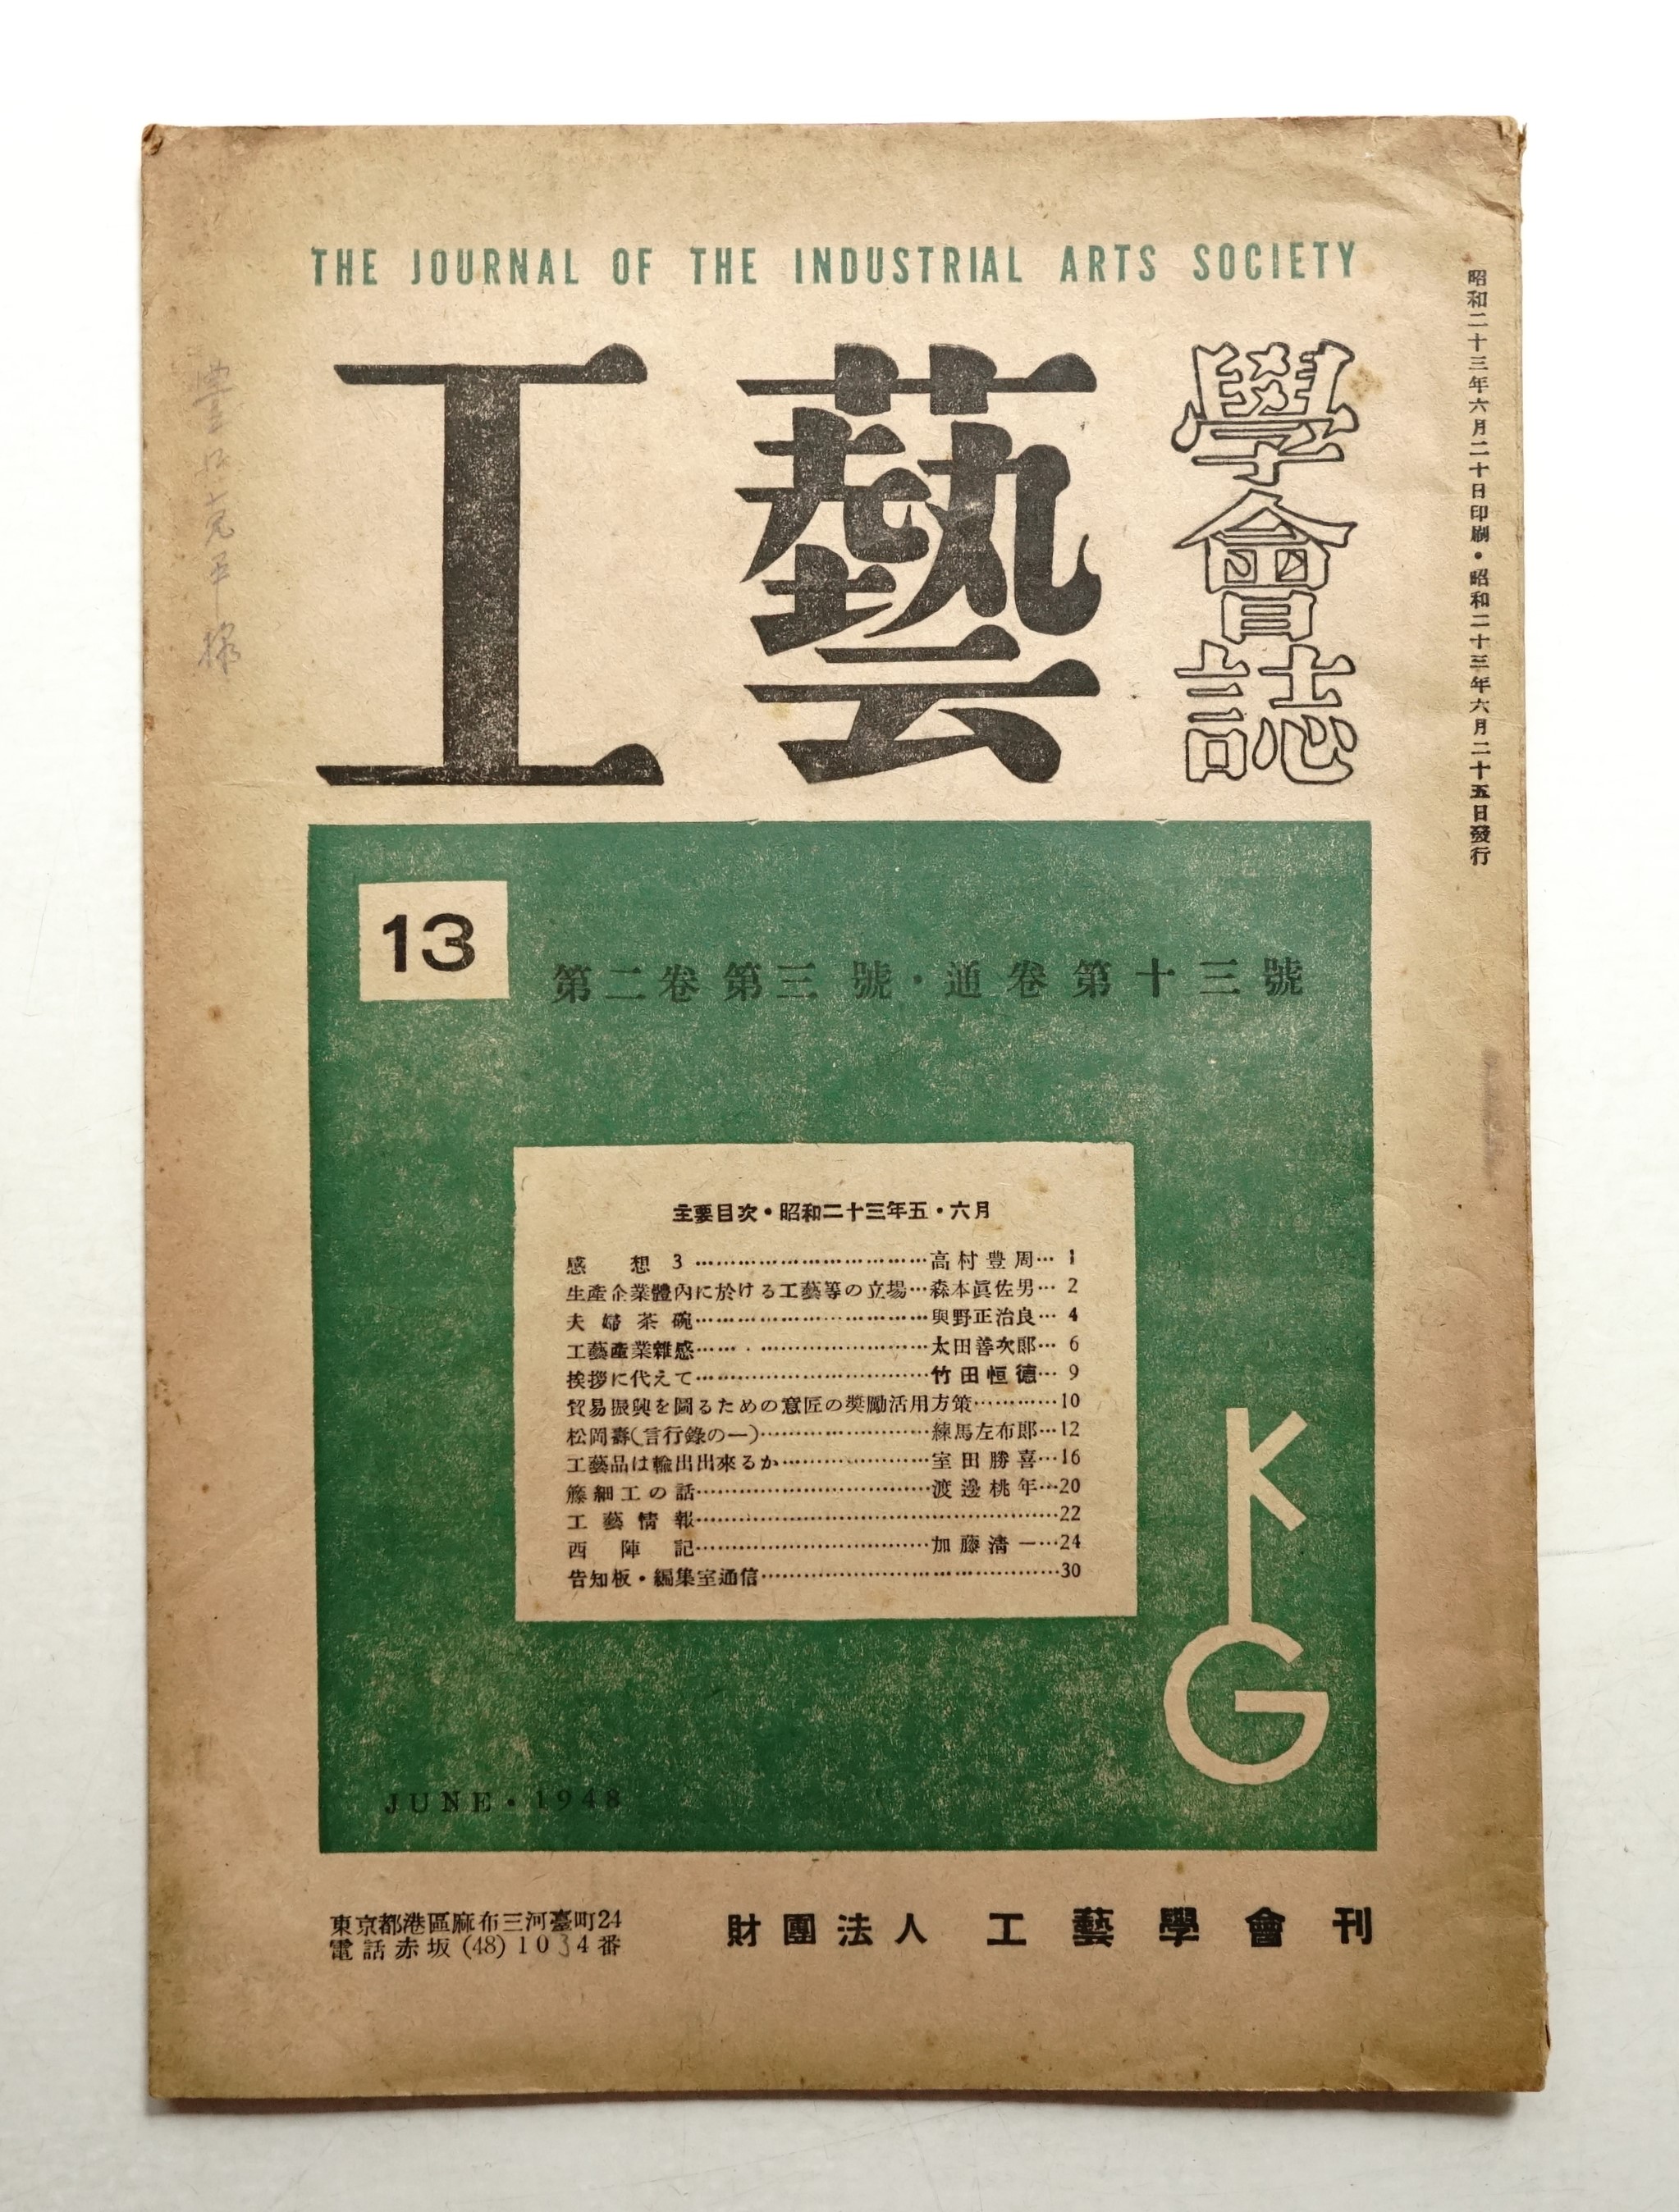 THE JOURNAL OF THE INDUSTRIAL ARTS SOCIETY
工藝
學會誌
昭和二十三年六月二十日印刷・昭和二十三年六月二十五日發行
13
第二卷第三號・通卷第十三號
主要目次・昭和二十三年五・六月
感想 3……高村豊周…1
生產企業體內に於ける工藝等の立場…森本眞佐男…2
夫婦茶碗……與野正治良…4
工藝產業雜感……太田善次郎…6
挨拶に代えて……竹田恒德…9
貿易振興を圖るための意匠の奬勵活用方策……10
松岡壽(言行錄の一)……練馬左布郎…12
工藝品は輸出出來るか……室田勝喜…16
籐細工の話……渡邊桃年…20
工藝情報……22
西陣記……加藤淸一…24
告知板・編集室通信……30
KG
JUNE・1948
東京都港區麻布三河臺町24
電話赤坂(48)1034番
財團法人 工藝學會刊